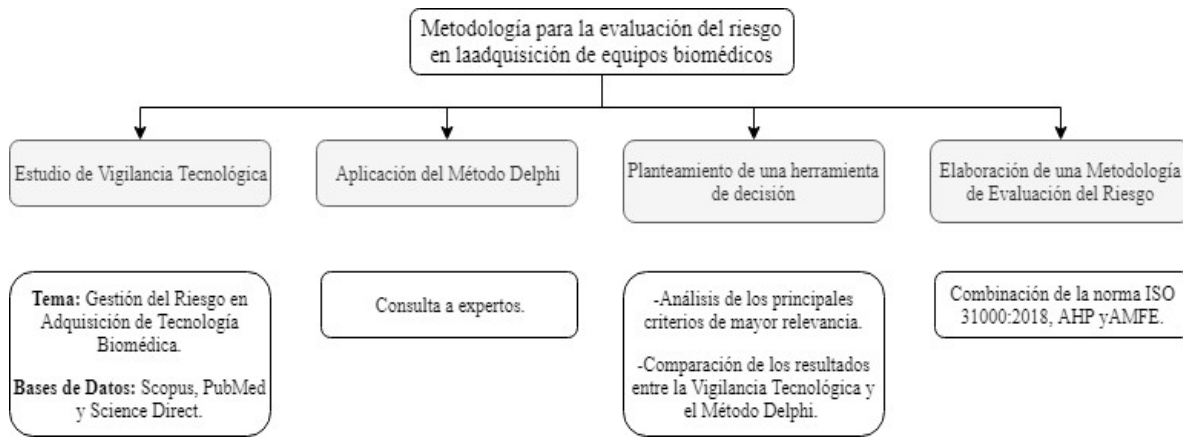 Metodología para la evaluación del riesgo
en laadquisición de equipos biomédicos
Estudio de Vigilancia Tecnológica
Aplicación del Método Delphi
Planteamiento de una herramienta
de decisión
Elaboración de una Metodología
de Evaluación del Riesgo
Tema: Gestión del Riesgo en
Adquisición de Tecnología
Biomédica.
Bases de Datos: Scopus, PubMed
y Science Direct.
Consulta a expertos.
-Análisis de los principales
criterios de mayor relevancia.
-Comparación de los resultados
entre la Vigilancia Tecnológica y
el Método Delphi.
Combinación de la norma ISO
31000:2018, AHP yAMFE.